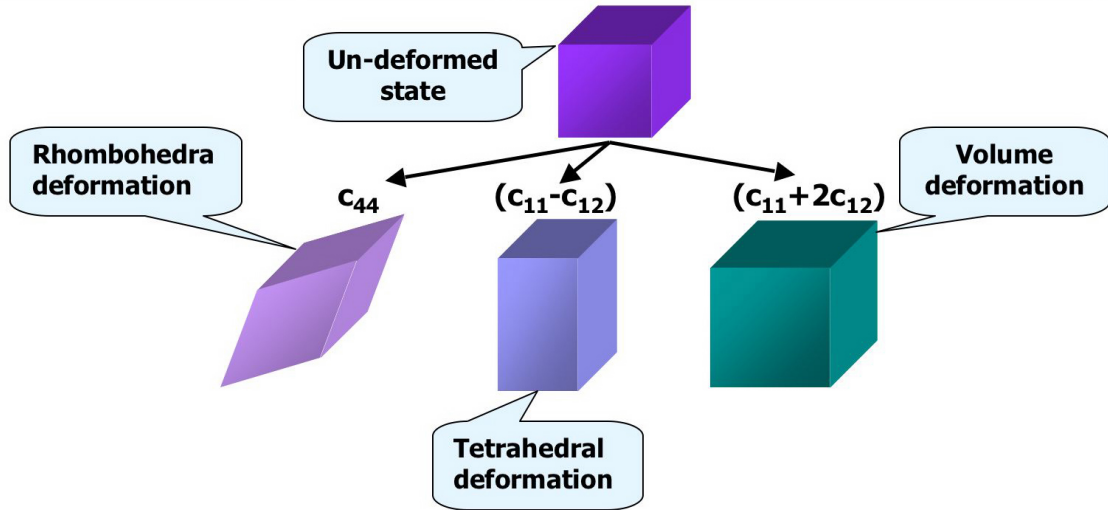 Un-deformed
state
Rhombohedra
deformation
Volume
deformation
c₄₄
(c₁₁-c₁₂)
(c₁₁+2c₁₂)
Tetrahedral
deformation